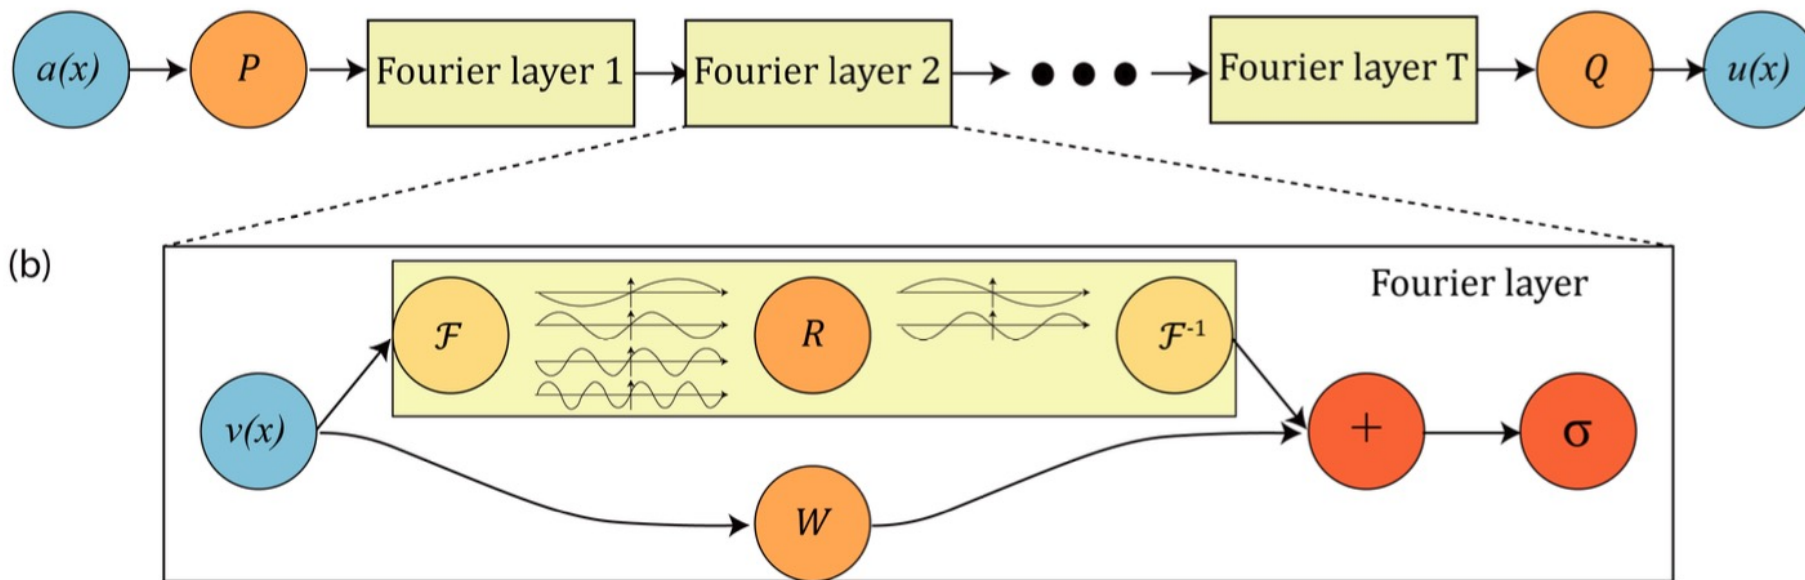 a(x) P Fourier layer 1 Fourier layer 2 Fourier layer T Q u(x)
(b)
Fourier layer
ℱ R ℱ⁻¹
v(x) + σ
W